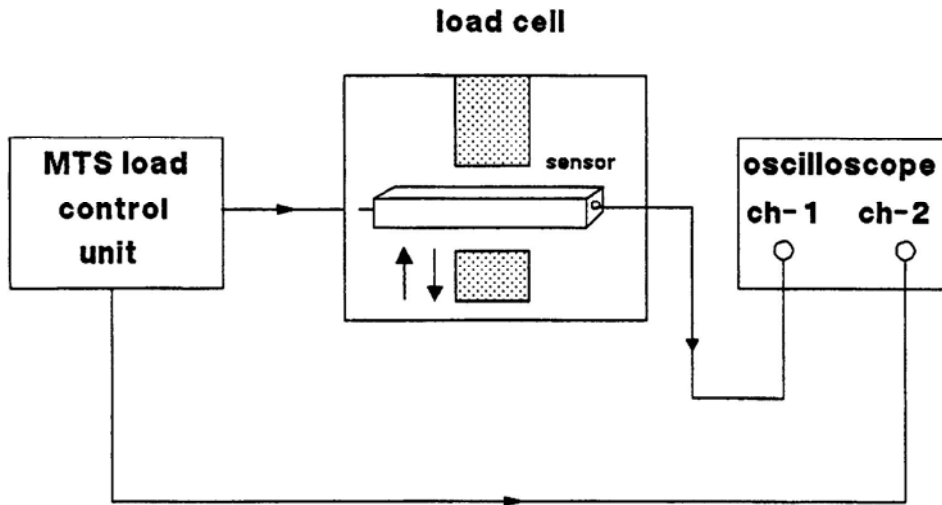 load cell
MTS load
control
unit
sensor
oscilloscope
ch-1 ch-2